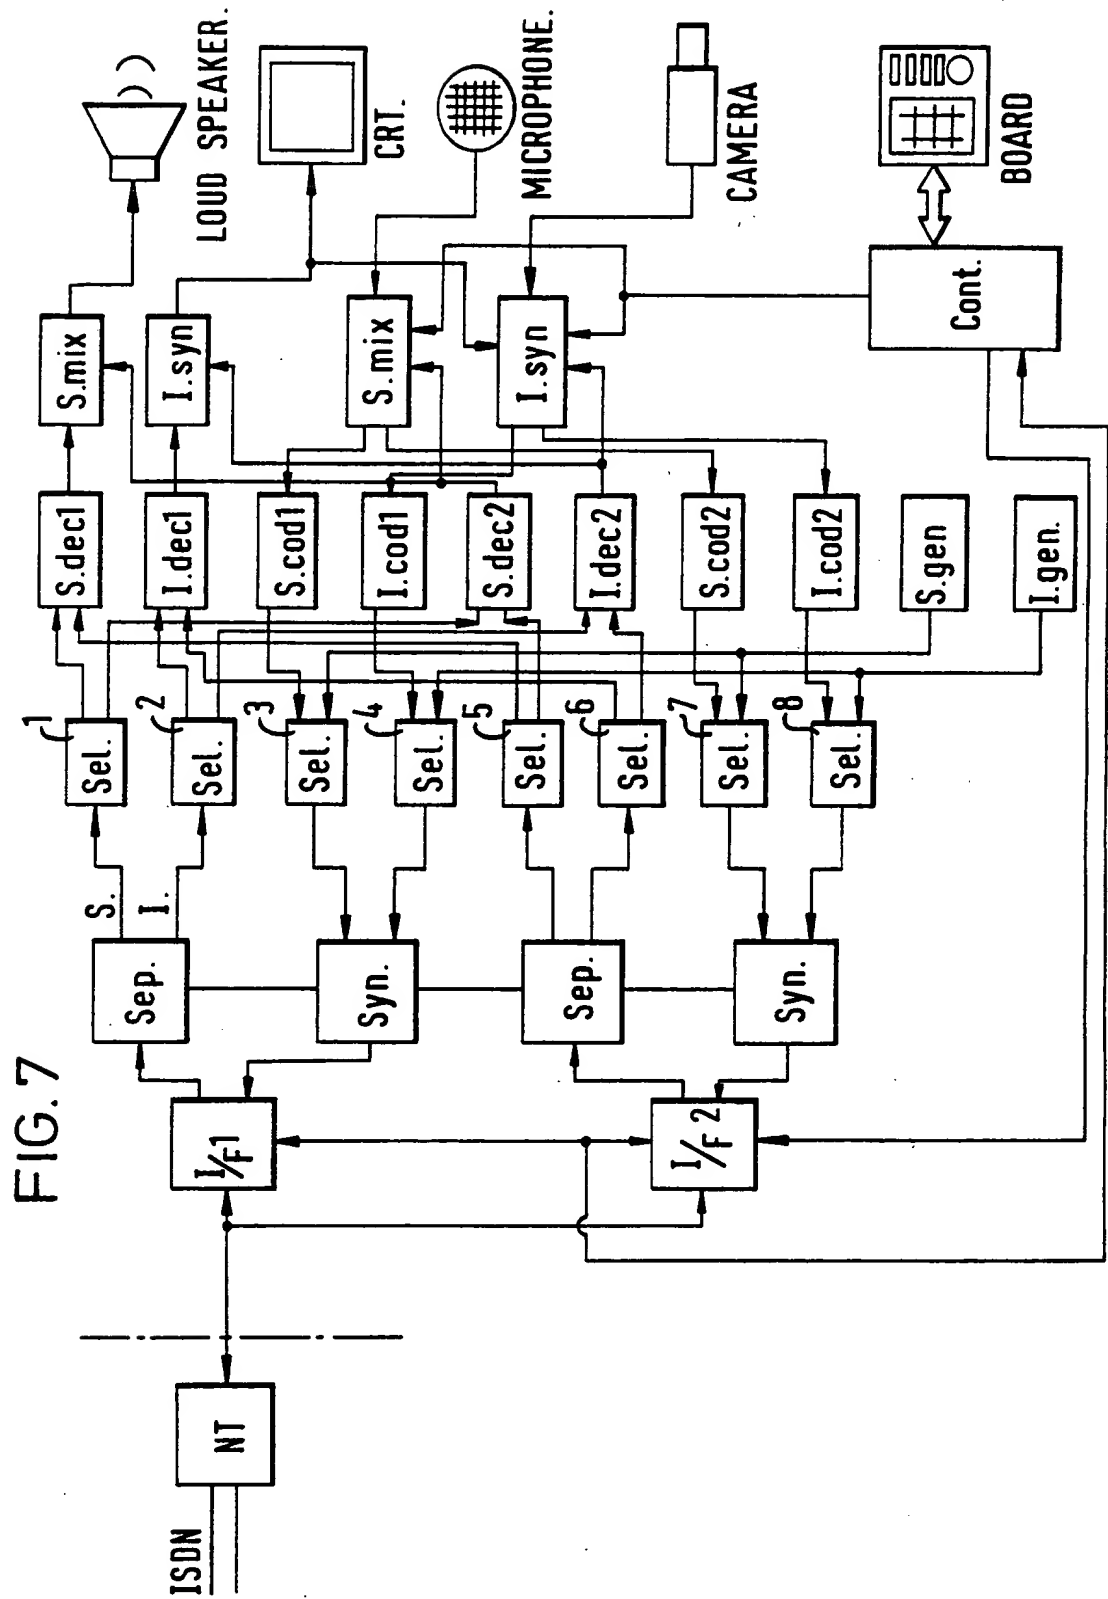 FIG. 7
ISDN
NT
I/F1
I/F2
Sep.
Syn.
Sep.
Syn.
S.
I.
1
Sel.
2
Sel.
3
Sel.
4
Sel.
5
Sel.
6
Sel.
7
Sel.
8
Sel.
S.dec1
I.dec1
S.cod1
I.cod1
S.dec2
I.dec2
S.cod2
I.cod2
S.gen
I.gen.
S.mix
I.syn
S.mix
I.syn
Cont.
LOUD SPEAKER.
CRT.
MICROPHONE.
CAMERA
BOARD